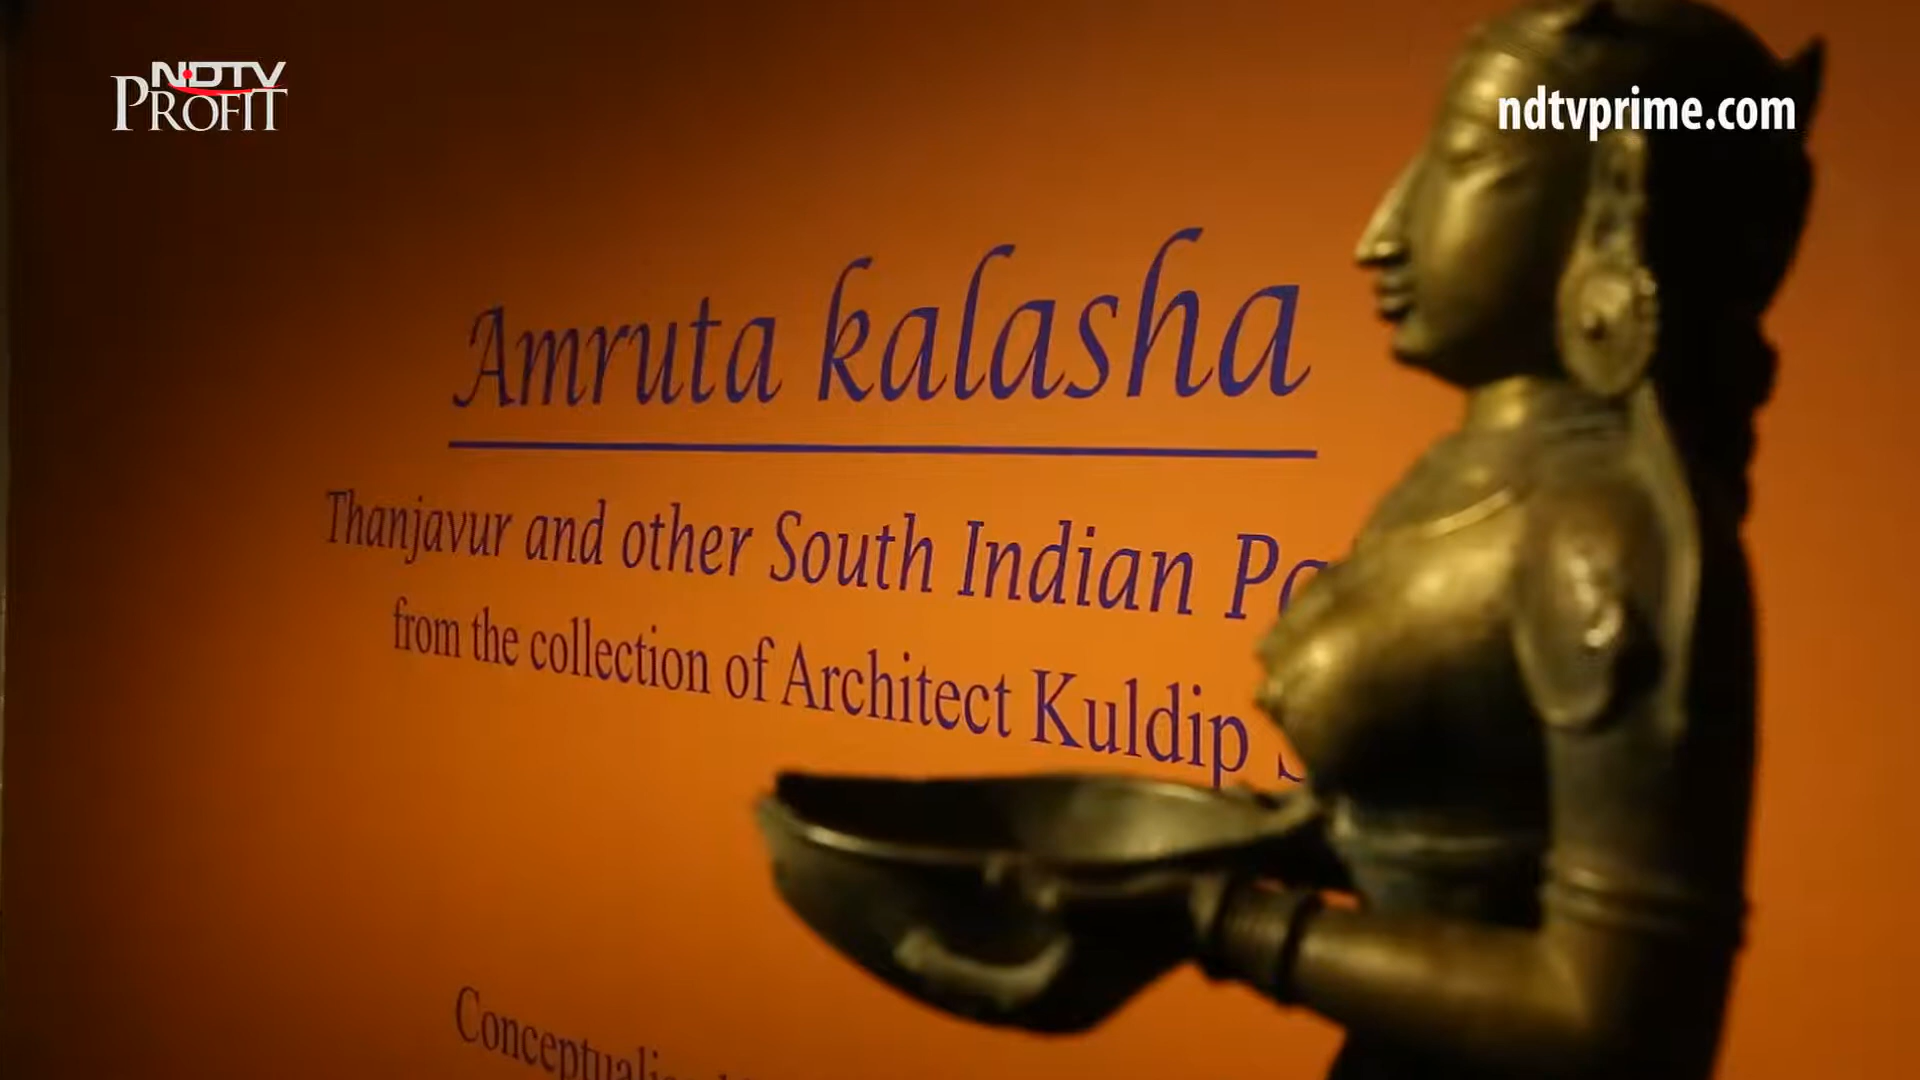 NDTV
PROFIT
ndtvprime.com
Amruta kalasha
Thanjavur and other South Indian
from the collection of Architect Kuldip